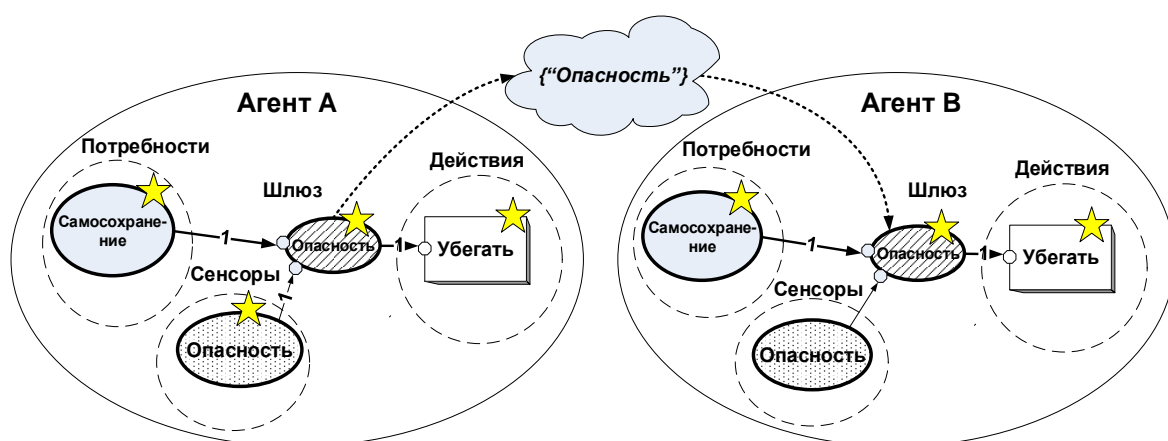 {“Опасность”}
Агент А
Потребности
Самосохране-
ние
1
Шлюз
Опасность
1
Действия
Убегать
Сенсоры
1
Опасность
Агент В
Потребности
Самосохране-
ние
1
Шлюз
Опасность
1
Действия
Убегать
Сенсоры
Опасность